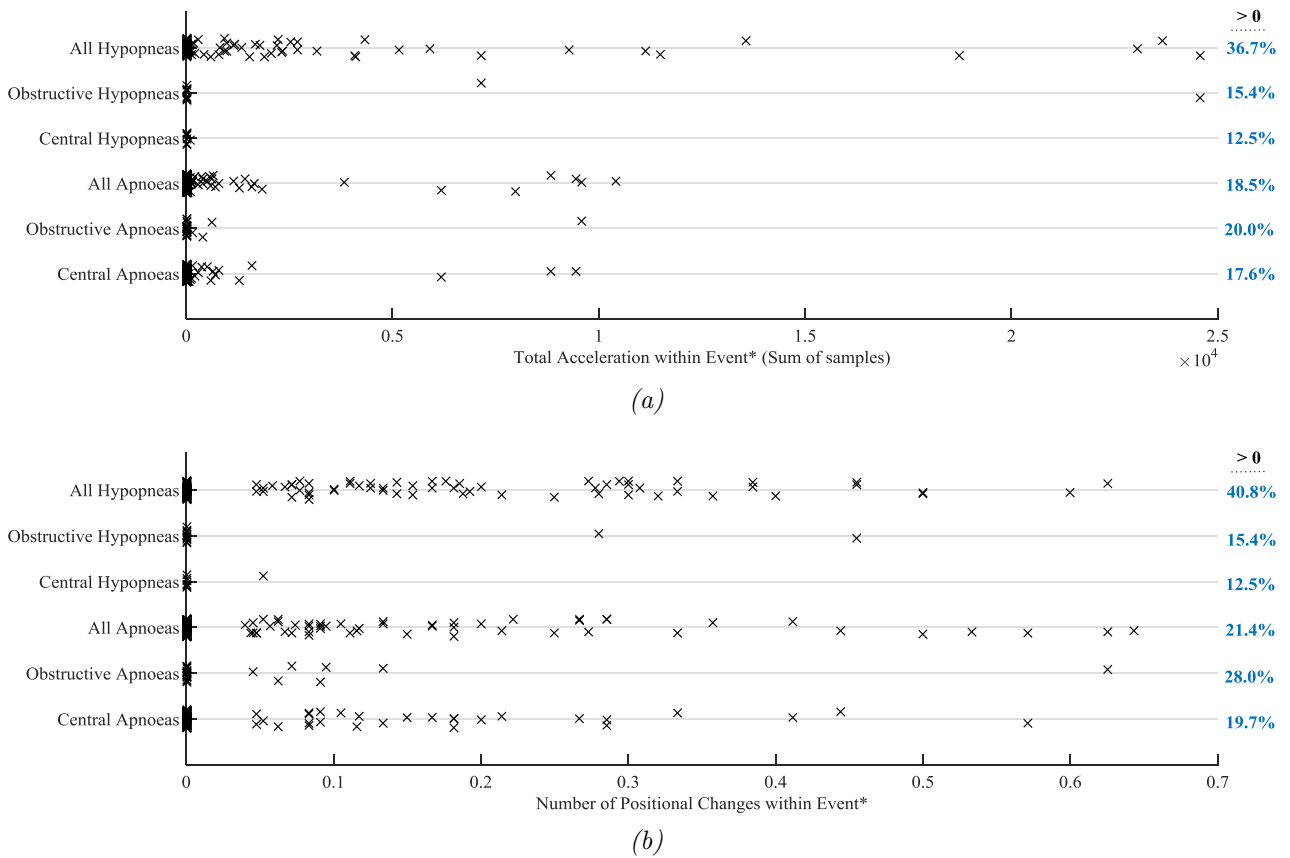 > 0
All Hypopneas 36.7%
Obstructive Hypopneas 15.4%
Central Hypopneas 12.5%
All Apnoeas 18.5%
Obstructive Apnoeas 20.0%
Central Apnoeas 17.6%
0 0.5 1 1.5 2 2.5
Total Acceleration within Event* (Sum of samples) ×10⁴
(a)
> 0
All Hypopneas 40.8%
Obstructive Hypopneas 15.4%
Central Hypopneas 12.5%
All Apnoeas 21.4%
Obstructive Apnoeas 28.0%
Central Apnoeas 19.7%
0 0.1 0.2 0.3 0.4 0.5 0.6 0.7
Number of Positional Changes within Event*
(b)